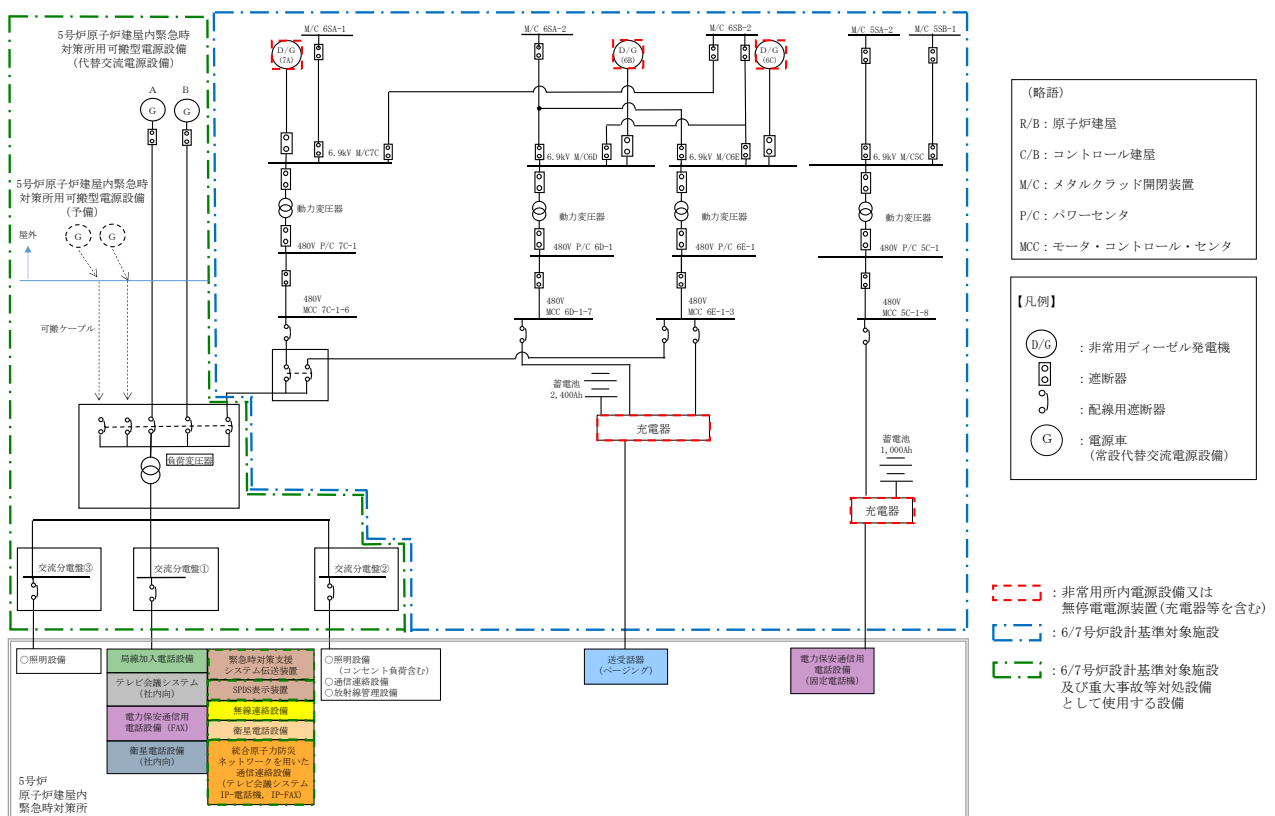 5号炉原子炉建屋内緊急時
対策所用可搬型電源設備
(代替交流電源設備)
A
B
G
G
5号炉原子炉建屋内緊急時
対策所用可搬型電源設備
(予備)
屋外
G
G
可搬ケーブル
負荷変圧器
交流分電盤③
交流分電盤①
交流分電盤②
M/C 6SA-1
D/G
(7A)
6.9kV M/C7C
動力変圧器
480V P/C 7C-1
480V
MCC 7C-1-6
M/C 6SA-2
D/G
(6B)
6.9kV M/C6D
動力変圧器
480V P/C 6D-1
480V
MCC 6D-1-7
M/C 6SB-2
D/G
(6C)
6.9kV M/C6E
動力変圧器
480V P/C 6E-1
480V
MCC 6E-1-3
蓄電池
2,400Ah
充電器
M/C 5SA-2
M/C 5SB-1
6.9kV M/C5C
動力変圧器
480V P/C 5C-1
480V
MCC 5C-1-8
蓄電池
1,000Ah
充電器
(略語)
R/B：原子炉建屋
C/B：コントロール建屋
M/C：メタルクラッド開閉装置
P/C：パワーセンタ
MCC：モータ・コントロール・センタ
【凡例】
D/G
：非常用ディーゼル発電機
：遮断器
：配線用遮断器
G
：電源車
(常設代替交流電源設備)
：非常用所内電源設備又は
無停電電源装置(充電器等を含む)
：6/7号炉設計基準対象施設
：6/7号炉設計基準対象施設
及び重大事故等対処設備
として使用する設備
○照明設備
局線加入電話設備
テレビ会議システム
(社内向)
電力保安通信用
電話設備(FAX)
衛星電話設備
(社内向)
緊急時対策支援
システム伝送装置
SPDS表示装置
無線連絡設備
衛星電話設備
統合原子力防災
ネットワークを用いた
通信連絡設備
(テレビ会議システム
IP-電話機, IP-FAX)
○照明設備
(コンセント負荷含む)
○通信連絡設備
○放射線管理設備
送受話器
(ページング)
電力保安通信用
電話設備
(固定電話機)
5号炉
原子炉建屋内
緊急時対策所